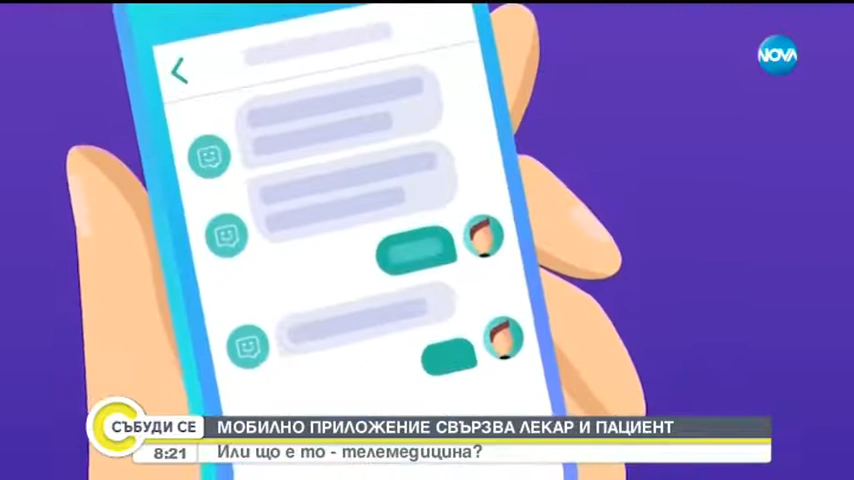 NOVA
СЪБУДИ СЕ
МОБИЛНО ПРИЛОЖЕНИЕ СВЪРЗВА ЛЕКАР И ПАЦИЕНТ
8:21
Или що е то - телемедицина?